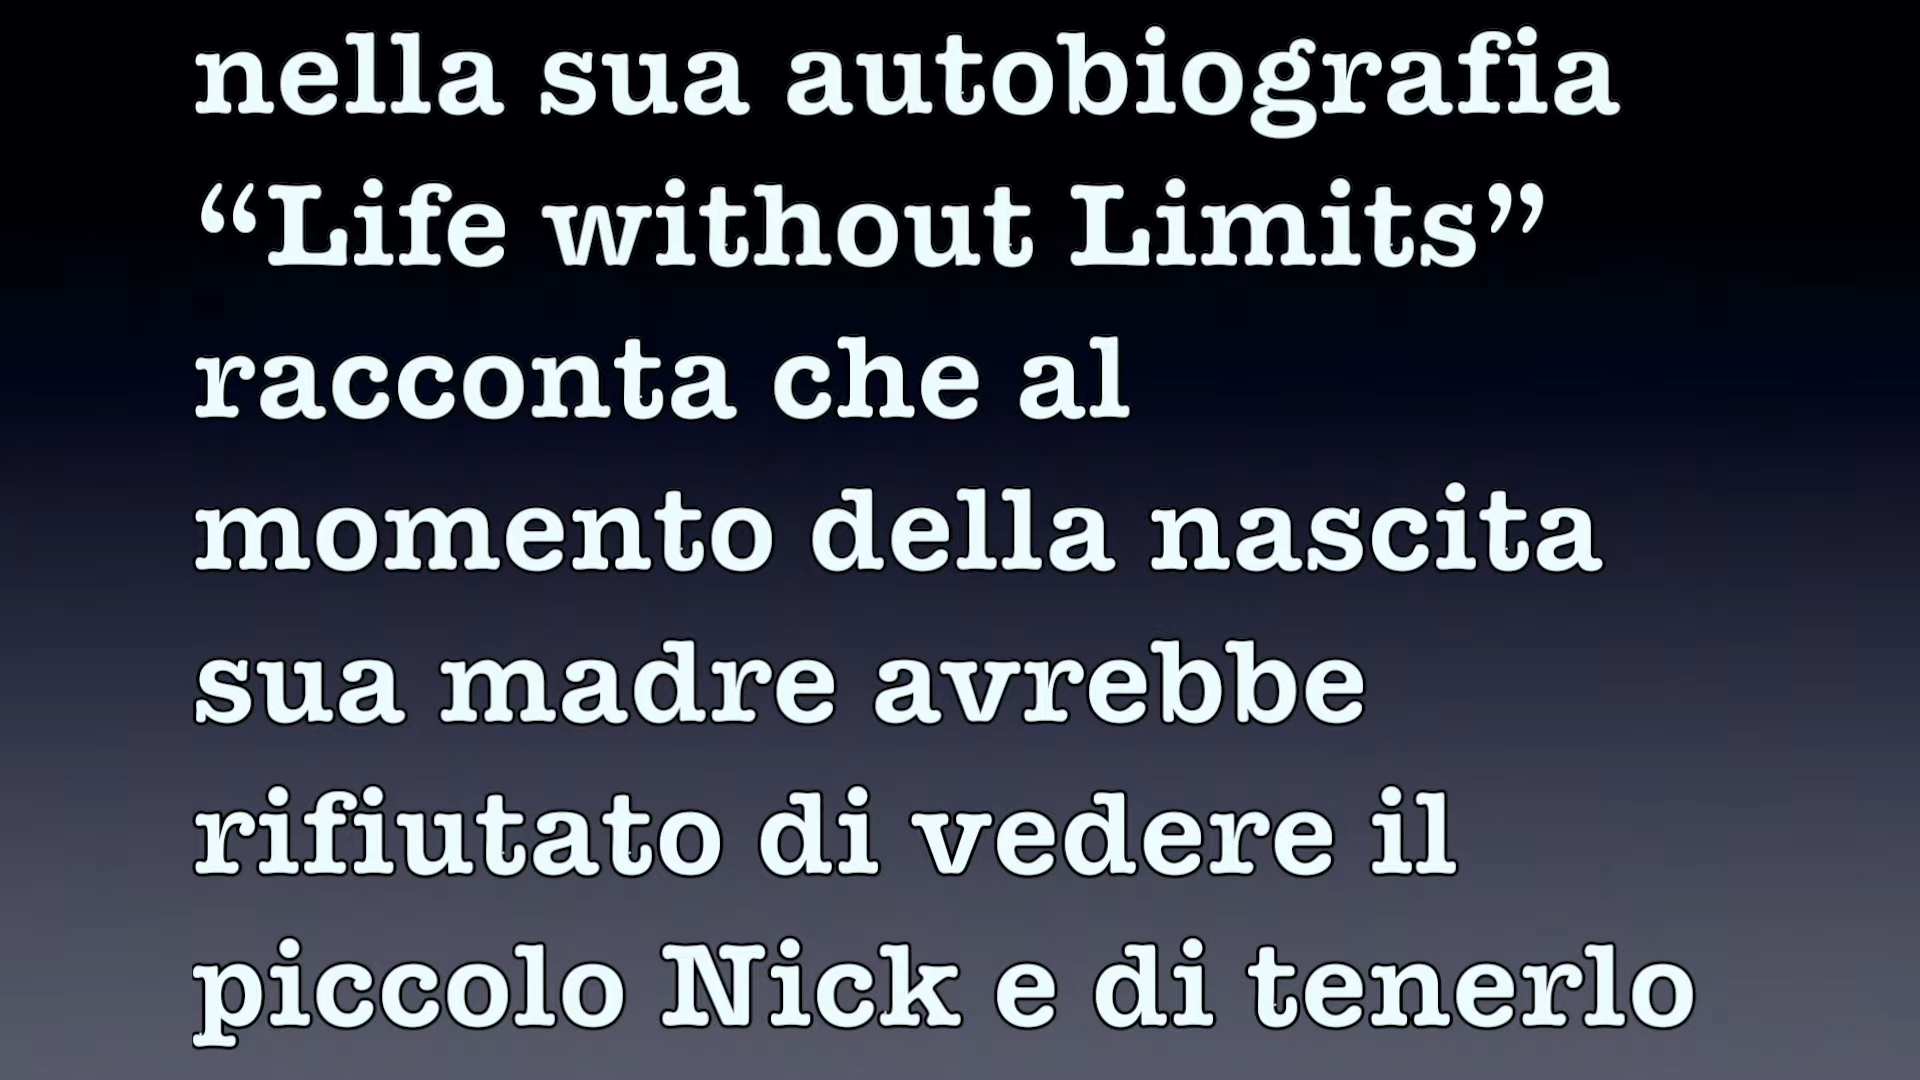 nella sua autobiografia
“Life without Limits”
racconta che al
momento della nascita
sua madre avrebbe
rifiutato di vedere il
piccolo Nick e di tenerlo